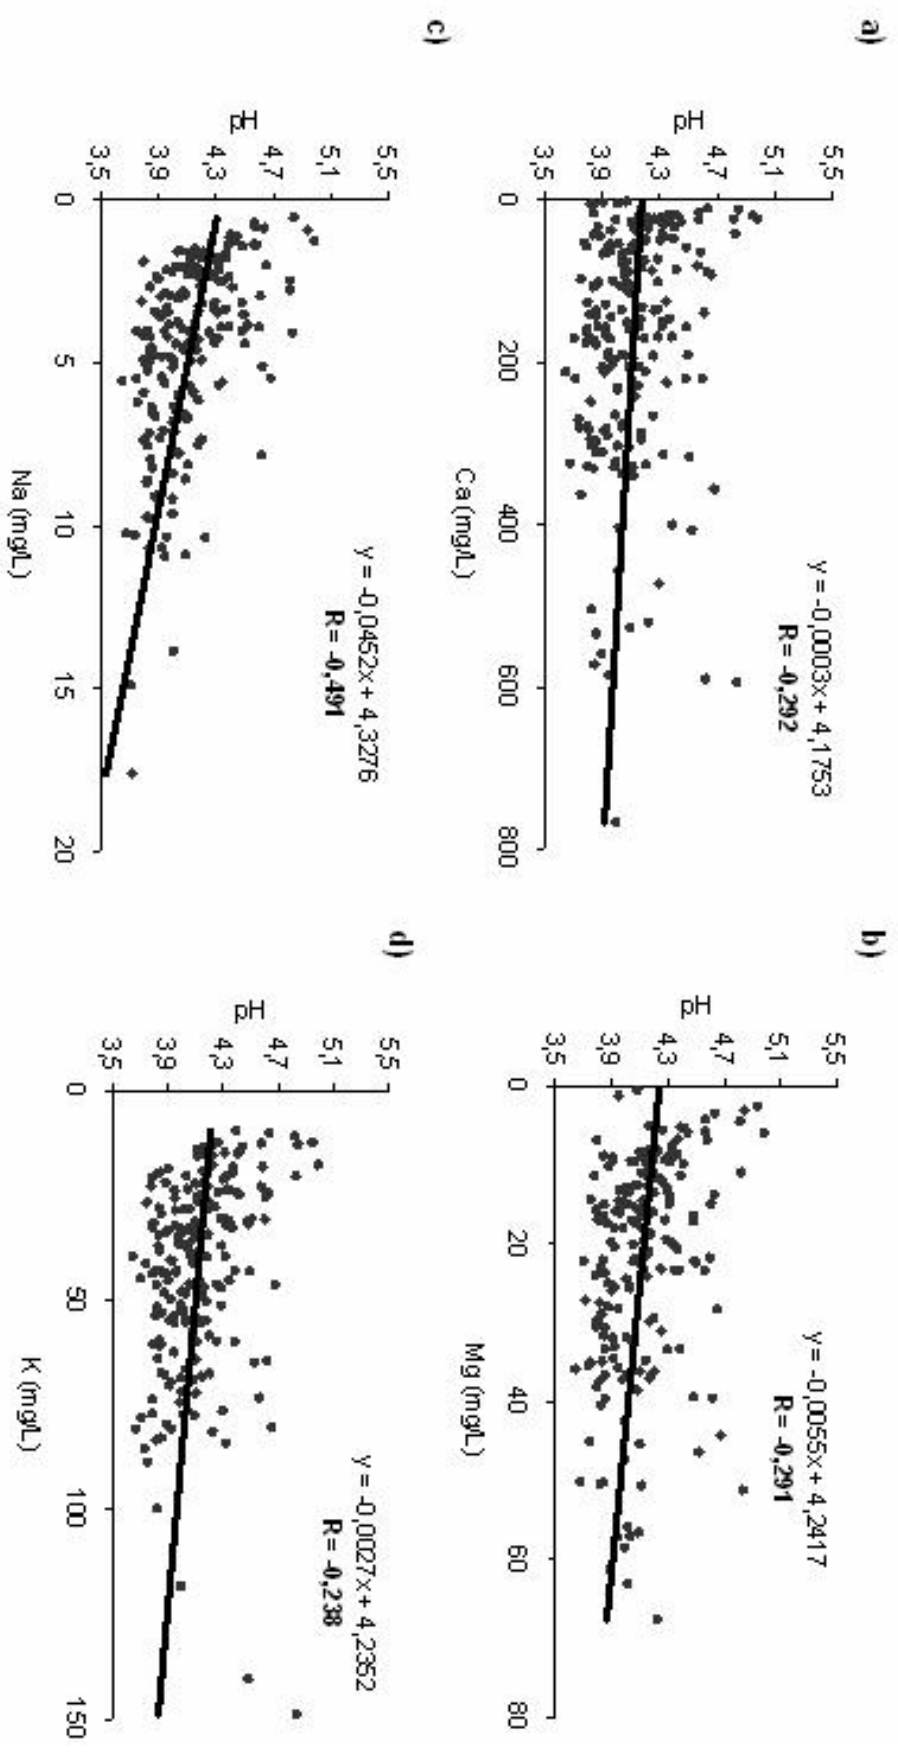 a)
pH
5,5
5,1
4,7
4,3
3,9
3,5
0
200
400
600
800
Ca (mg/L)
y = -0,0003x + 4,1753
R= -0,292
b)
pH
5,5
5,1
4,7
4,3
3,9
3,5
0
20
40
60
80
Mg (mg/L)
y = -0,0055x + 4,2417
R= -0,291
c)
pH
5,5
5,1
4,7
4,3
3,9
3,5
0
5
10
15
20
Na (mg/L)
y = -0,0452x + 4,3276
R= -0,491
d)
pH
5,5
5,1
4,7
4,3
3,9
3,5
0
50
100
150
K (mg/L)
y = -0,0027x + 4,2352
R= -0,238